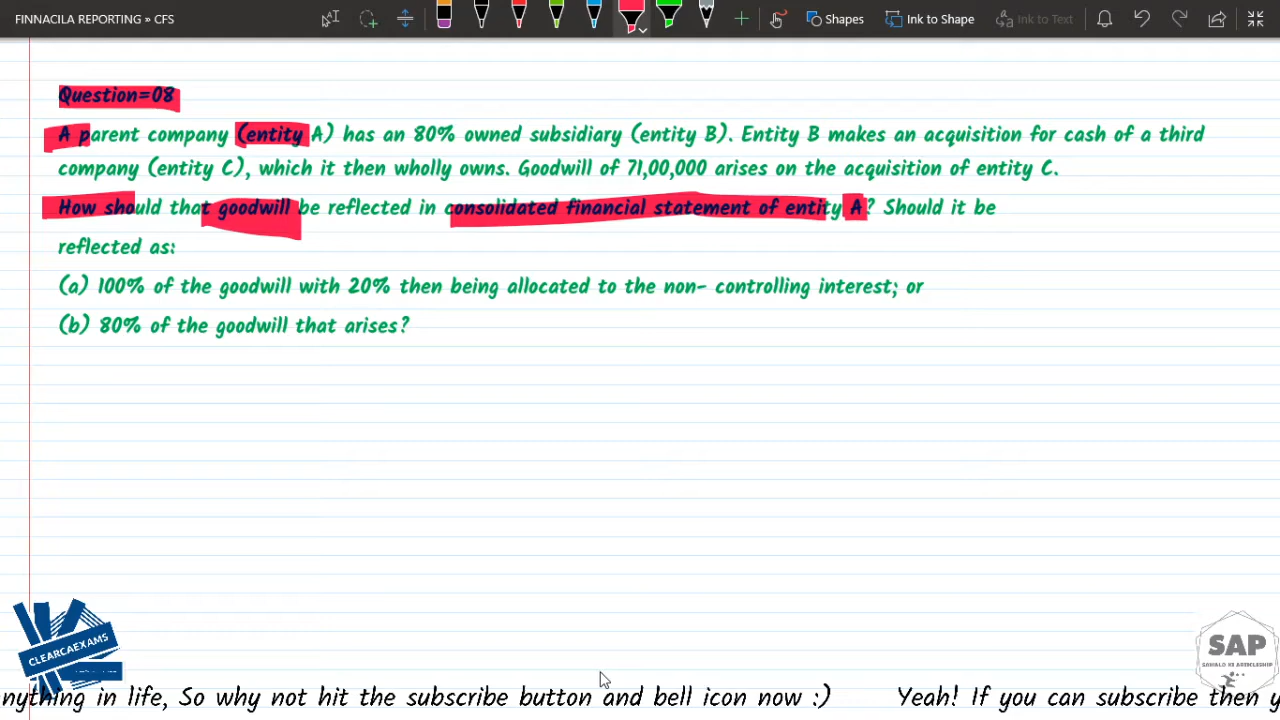 FINNACILA REPORTING » CFS
Shapes
Ink to Shape
Ink to Text
Question=08
A parent company (entity A) has an 80% owned subsidiary (entity B). Entity B makes an acquisition for cash of a third
company (entity C), which it then wholly owns. Goodwill of 71,00,000 arises on the acquisition of entity C.
How should that goodwill be reflected in consolidated financial statement of entity A? Should it be
reflected as:
(a) 100% of the goodwill with 20% then being allocated to the non- controlling interest; or
(b) 80% of the goodwill that arises?
CLEARCAEXAMS
SAP
SAMALO KI ARTICLESHIP
nything in life, So why not hit the subscribe button and bell icon now :) Yeah! If you can subscribe then y